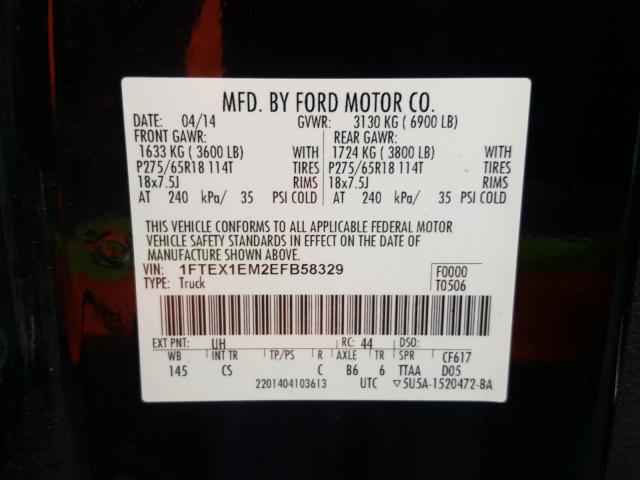 MFD. BY FORD MOTOR CO.
DATE: 04/14 GVWR: 3130 KG ( 6900 LB)
FRONT GAWR: REAR GAWR:
1633 KG ( 3600 LB) WITH 1724 KG ( 3800 LB) WITH
P275/65R18 114T TIRES P275/65R18 114T TIRES
18x7.5J RIMS 18x7.5J RIMS
AT 240 kPa/ 35 PSI COLD AT 240 kPa/ 35 PSI COLD
THIS VEHICLE CONFORMS TO ALL APPLICABLE FEDERAL MOTOR
VEHICLE SAFETY STANDARDS IN EFFECT ON THE DATE OF
MANUFACTURE SHOWN ABOVE.
VIN: 1FTEX1EM2EFB58329 F0000
TYPE: Truck T0506
EXT PNT: UH RC: 44 DSO:
WB INT TR TP/PS R AXLE TR SPR CF617
145 CS C B6 6 TTAA D05
2201404103613 UTC ▽5U5A-1520472-BA